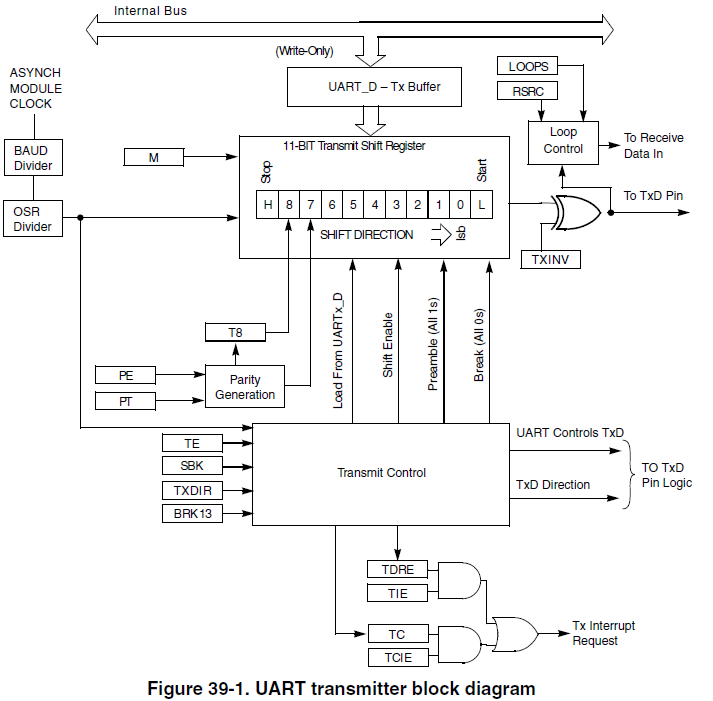 Internal Bus
(Write-Only)
UART_D – Tx Buffer
LOOPS
RSRC
ASYNCH
MODULE
CLOCK
BAUD
Divider
OSR
Divider
M
11-BIT Transmit Shift Register
Stop
Start
H 8 7 6 5 4 3 2 1 0 L
SHIFT DIRECTION
lsb
Loop
Control
To Receive
Data In
To TxD Pin
TXINV
T8
PE
PT
Parity
Generation
Load From UARTx_D
Shift Enable
Preamble (All 1s)
Break (All 0s)
TE
SBK
TXDIR
BRK13
Transmit Control
UART Controls TxD
TxD Direction
TO TxD
Pin Logic
TDRE
TIE
TC
TCIE
Tx Interrupt
Request
Figure 39-1. UART transmitter block diagram